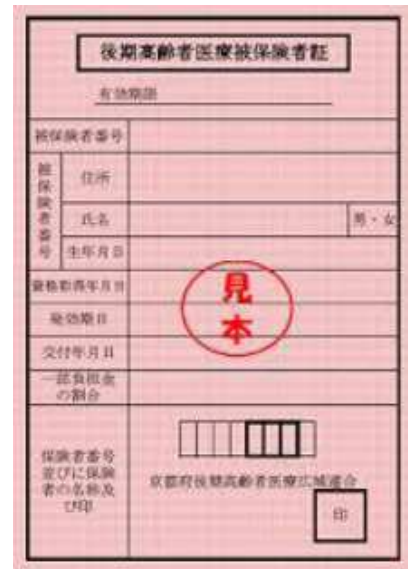 後期高齢者医療被保険者証
有効期限
被保険者番号
被保険者番号
住所
氏名
男・女
生年月日
資格取得年月日
発効期日
交付年月日
一部負担金
の割合
見本
保険者番号
並びに保険
者の名称及
び印
京都府後期高齢者医療広域連合
印